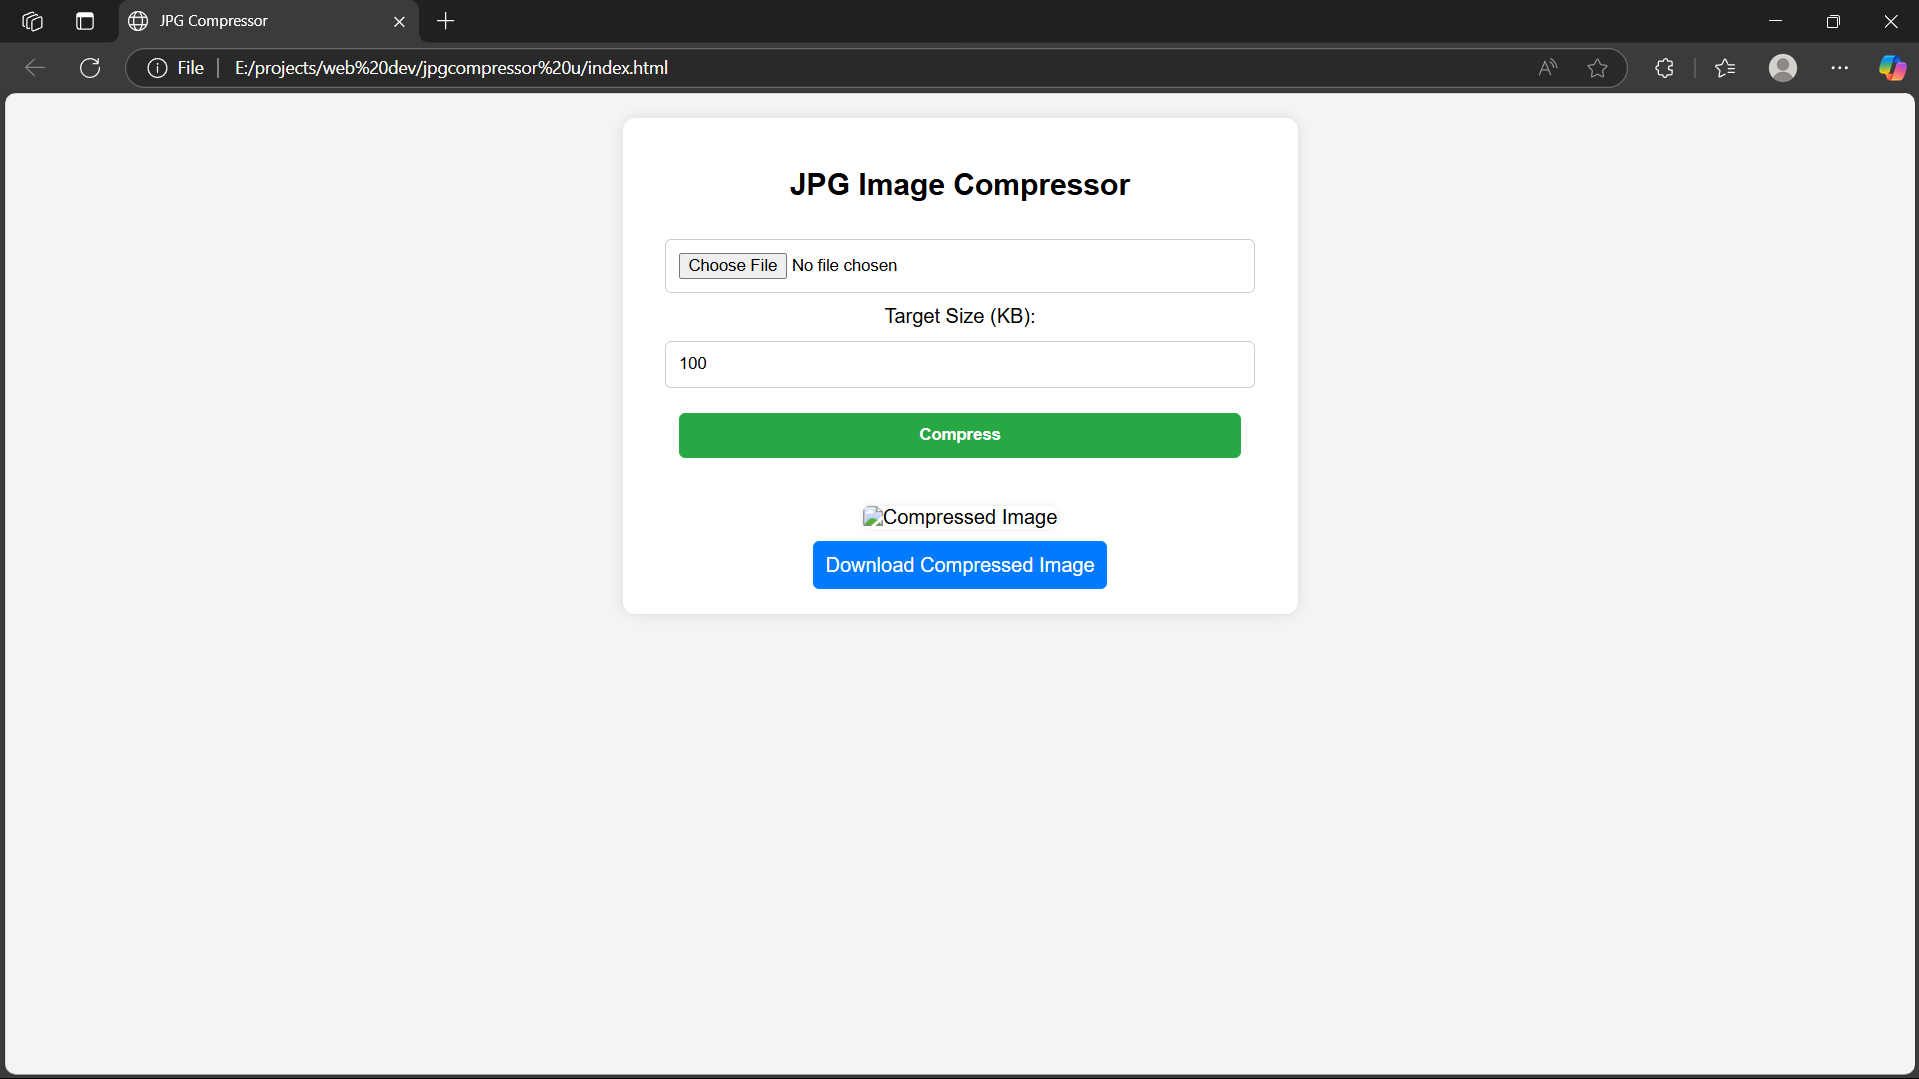 JPG Compressor
File
E:/projects/web%20dev/jpgcompressor%20u/index.html
JPG Image Compressor
Choose File No file chosen
Target Size (KB):
100
Compress
Compressed Image
Download Compressed Image